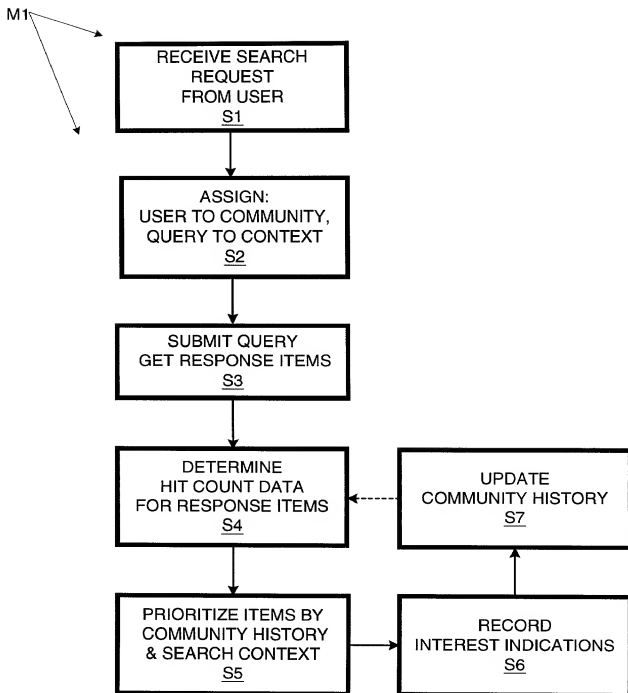 M1
RECEIVE SEARCH
REQUEST
FROM USER
S1
ASSIGN:
USER TO COMMUNITY,
QUERY TO CONTEXT
S2
SUBMIT QUERY
GET RESPONSE ITEMS
S3
DETERMINE
HIT COUNT DATA
FOR RESPONSE ITEMS
S4
UPDATE
COMMUNITY HISTORY
S7
PRIORITIZE ITEMS BY
COMMUNITY HISTORY
& SEARCH CONTEXT
S5
RECORD
INTEREST INDICATIONS
S6